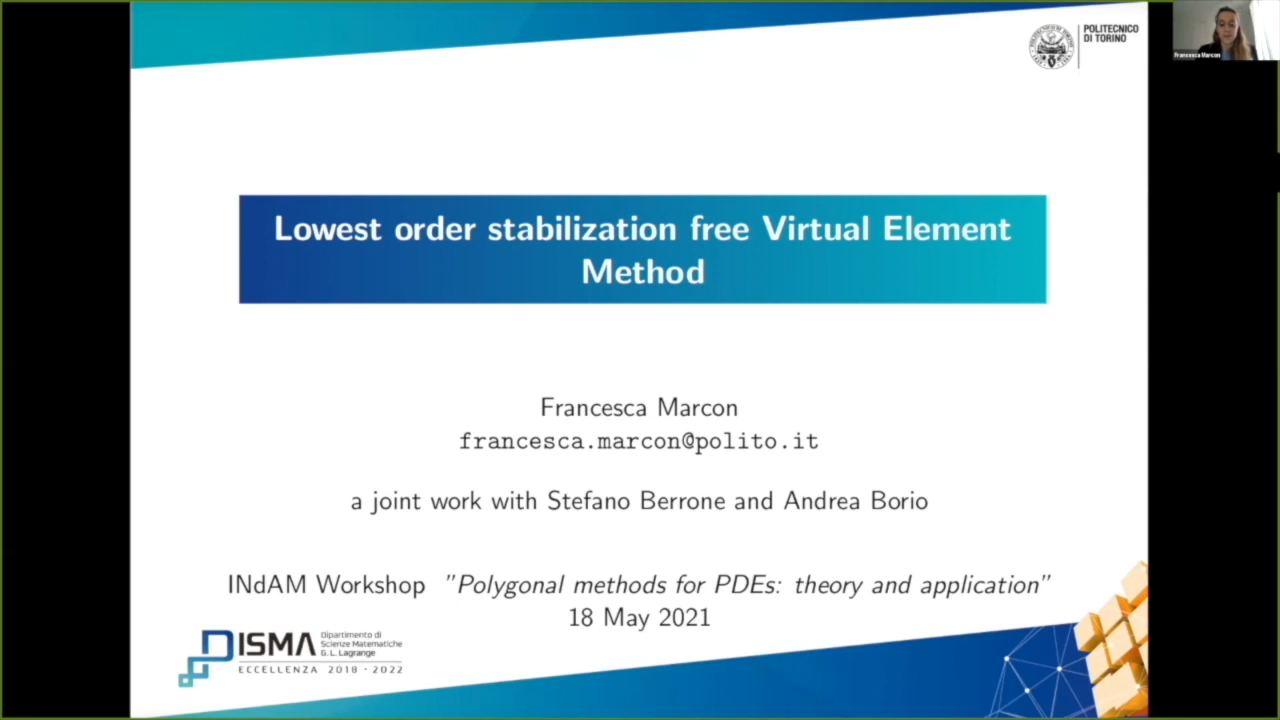 POLITECNICO
DI TORINO
Francesca Marcon
Lowest order stabilization free Virtual Element
Method
Francesca Marcon
francesca.marcon@polito.it
a joint work with Stefano Berrone and Andrea Borio
INdAM Workshop "Polygonal methods for PDEs: theory and application"
18 May 2021
DISMA
Dipartimento di
Scienze Matematiche
G. L. Lagrange
ECCELLENZA 2018 · 2022